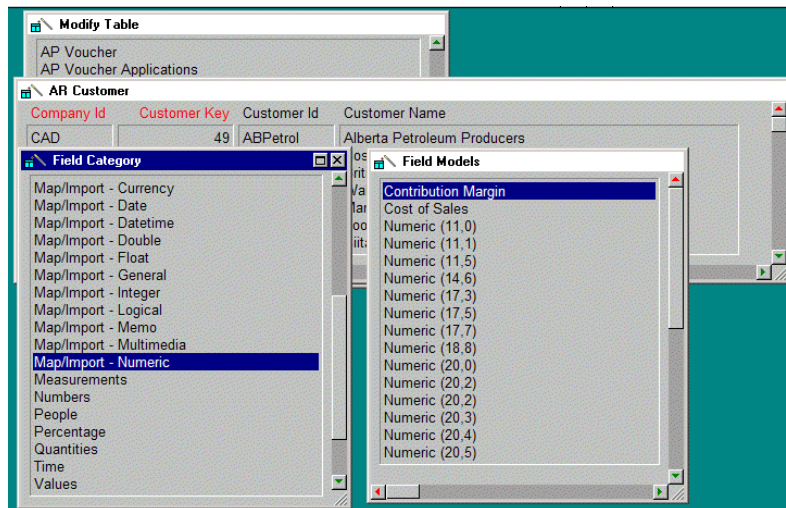 Modify Table
AP Voucher
AP Voucher Applications
AR Customer
Company Id Customer Key Customer Id Customer Name
CAD 49 ABPetrol Alberta Petroleum Producers
Field Category
Map/Import - Currency
Map/Import - Date
Map/Import - Datetime
Map/Import - Double
Map/Import - Float
Map/Import - General
Map/Import - Integer
Map/Import - Logical
Map/Import - Memo
Map/Import - Multimedia
Map/Import - Numeric
Measurements
Numbers
People
Percentage
Quantities
Time
Values
Field Models
Contribution Margin
Cost of Sales
Numeric (11,0)
Numeric (11,1)
Numeric (11,5)
Numeric (14,6)
Numeric (17,3)
Numeric (17,5)
Numeric (17,7)
Numeric (18,8)
Numeric (20,0)
Numeric (20,2)
Numeric (20,2)
Numeric (20,3)
Numeric (20,4)
Numeric (20,5)